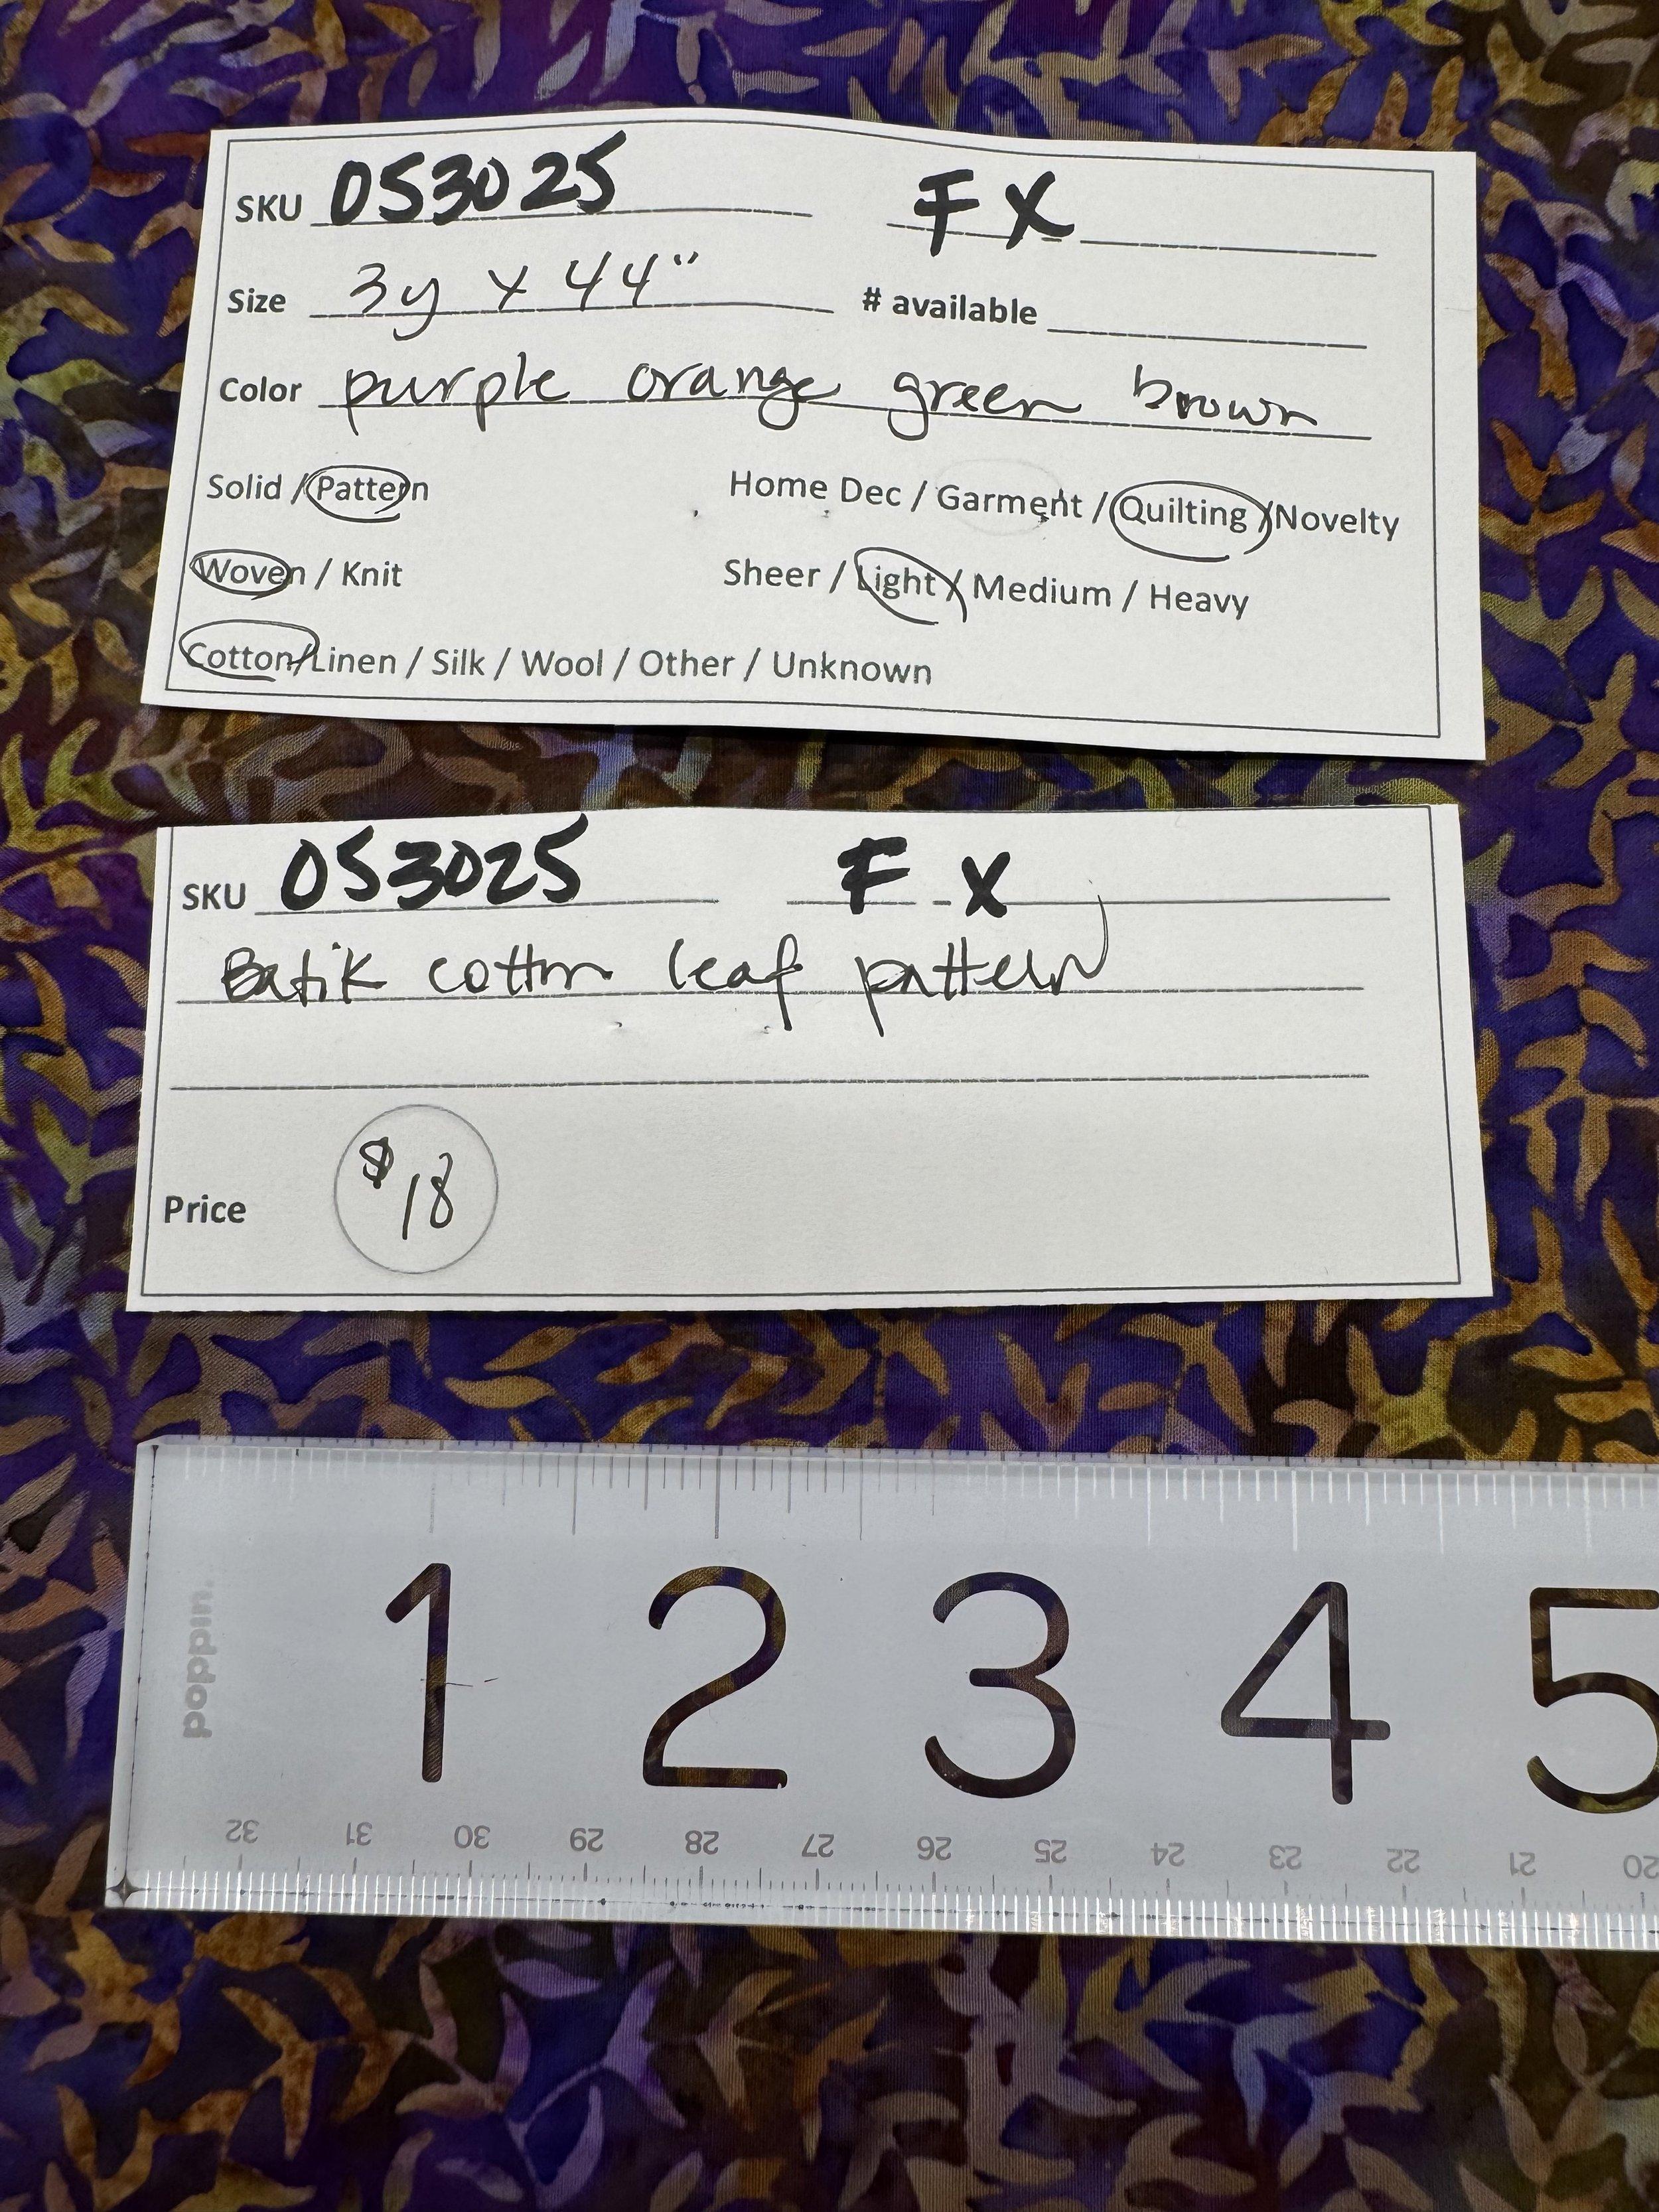 SKU 053025 FX
Size 3y x 44" # available
Color purple orange green brown
Solid / Pattern Home Dec / Garment / Quilting / Novelty
Woven / Knit Sheer / Light / Medium / Heavy
Cotton/Linen / Silk / Wool / Other / Unknown
SKU 053025 F X
Batik cotton leaf pattern
Price $18
poppin.
1 2 3 4 5
32 31 30 29 28 27 26 25 24 23 22 21 20